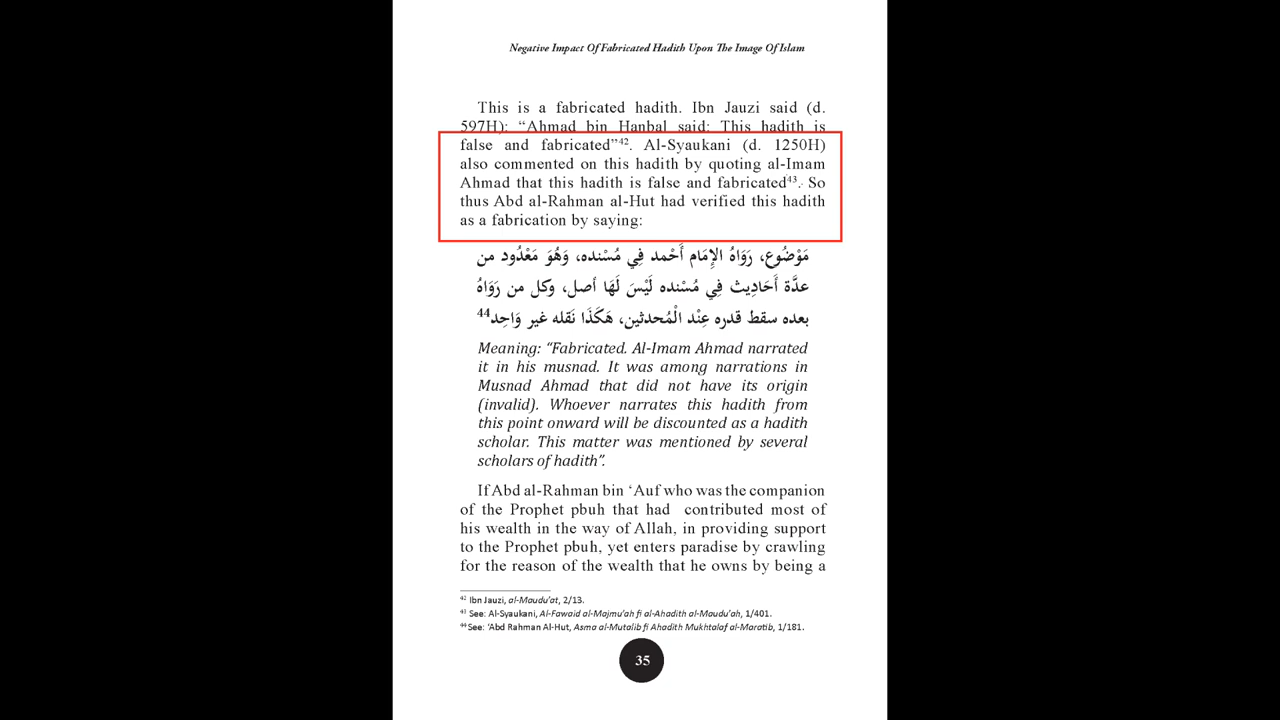 Negative Impact Of Fabricated Hadith Upon The Image Of Islam
This is a fabricated hadith. Ibn Jauzi said (d.
597H): “Ahmad bin Hanbal said: This hadith is
false and fabricated”42. Al-Syaukani (d. 1250H)
also commented on this hadith by quoting al-Imam
Ahmad that this hadith is false and fabricated43. So
thus Abd al-Rahman al-Hut had verified this hadith
as a fabrication by saying:
مَوْضُوع، رَوَاهُ الإِمَام أَحْمد فِي مُسْنده، وَهُوَ مَعْدُود من
عدَّة أَحَادِيث فِي مُسْنده لَيْسَ لَهَا أصل، وكل من رَوَاهُ
بعده سقط قدره عِنْد الْمُحدثين، هَكَذَا نَقله غير وَاحِد44
Meaning: “Fabricated. Al-Imam Ahmad narrated
it in his musnad. It was among narrations in
Musnad Ahmad that did not have its origin
(invalid). Whoever narrates this hadith from
this point onward will be discounted as a hadith
scholar. This matter was mentioned by several
scholars of hadith”.
If Abd al-Rahman bin ‘Auf who was the companion
of the Prophet pbuh that had contributed most of
his wealth in the way of Allah, in providing support
to the Prophet pbuh, yet enters paradise by crawling
for the reason of the wealth that he owns by being a
42 Ibn Jauzi, al-Maudu’at, 2/13.
43 See: Al-Syaukani, Al-Fawaid al-Majmu’ah fi al-Ahadith al-Maudu’ah, 1/401.
44 See: ‘Abd Rahman Al-Hut, Asma al-Mutalib fi Ahadith Mukhtalaf al-Maratib, 1/181.
35